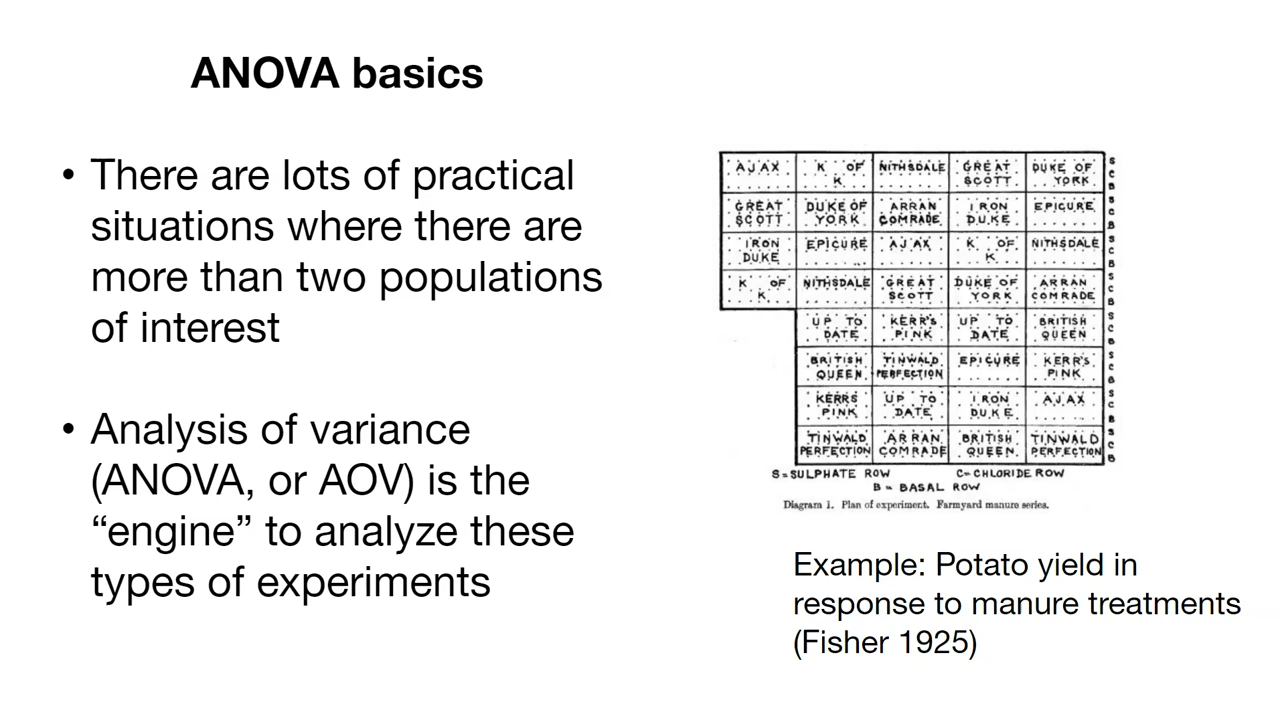 ANOVA basics
• There are lots of practical
situations where there are
more than two populations
of interest
• Analysis of variance
(ANOVA, or AOV) is the
“engine” to analyze these
types of experiments
AJAX K OF K NITHSDALE GREAT SCOTT DUKE OF YORK S C B
GREAT SCOTT DUKE OF YORK ARRAN COMRADE IRON DUKE EPICURE S C B
IRON DUKE EPICURE AJAX K OF K NITHSDALE S C B
K OF K NITHSDALE GREAT SCOTT DUKE OF YORK ARRAN COMRADE S C B
UP TO DATE KERR'S PINK UP TO DATE BRITISH QUEEN S C B
BRITISH QUEEN TINWALD PERFECTION EPICURE KERR'S PINK S C B
KERRS PINK UP TO DATE IRON DUKE AJAX S C B
TINWALD PERFECTION ARRAN COMRADE BRITISH QUEEN TINWALD PERFECTION S C B
S=SULPHATE ROW C=CHLORIDE ROW
B = BASAL ROW
Diagram 1. Plan of experiment. Farmyard manure series.
Example: Potato yield in
response to manure treatments
(Fisher 1925)